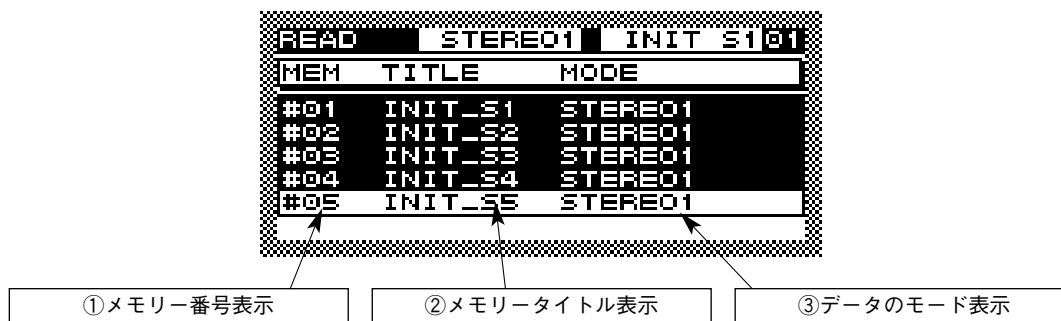 READ STEREO1 INIT S1 01
MEM TITLE MODE
#01 INIT_S1 STEREO1
#02 INIT_S2 STEREO1
#03 INIT_S3 STEREO1
#04 INIT_S4 STEREO1
#05 INIT_S5 STEREO1
①メモリー番号表示 ②メモリータイトル表示 ③データのモード表示